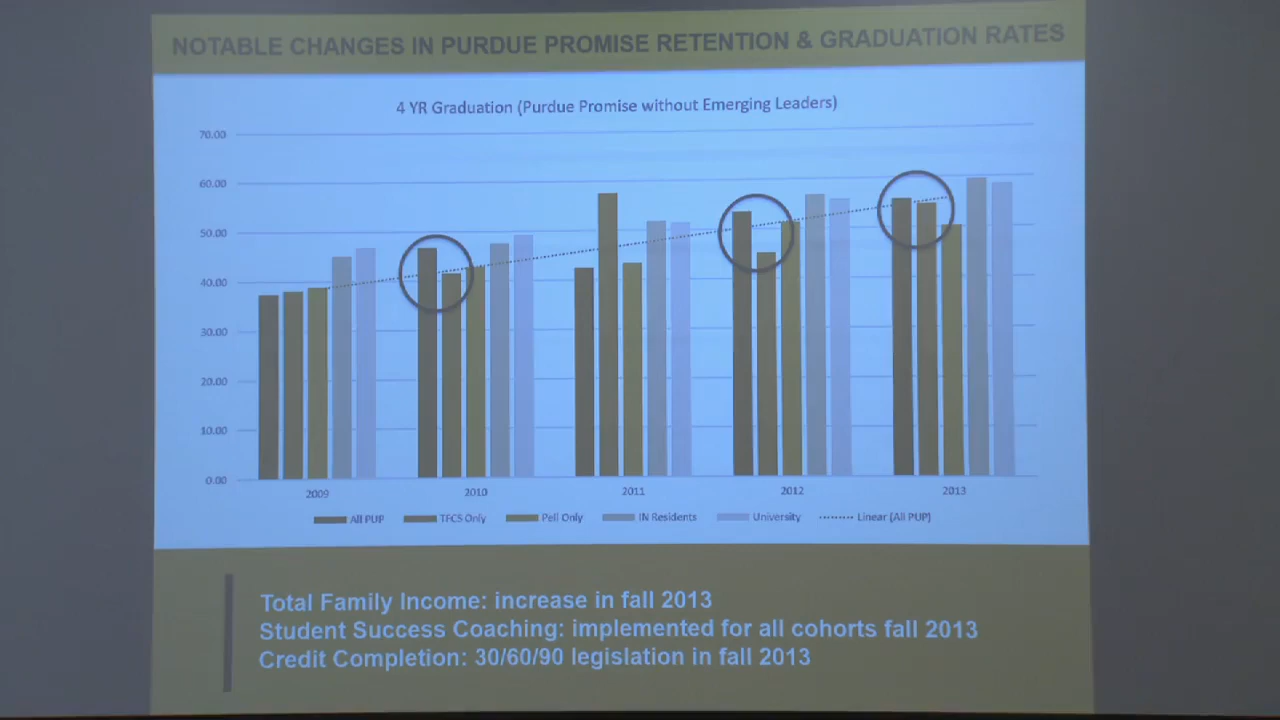 NOTABLE CHANGES IN PURDUE PROMISE RETENTION & GRADUATION RATES
4 YR Graduation (Purdue Promise without Emerging Leaders)
70.00
60.00
50.00
40.00
30.00
20.00
10.00
0.00
2009 2010 2011 2012 2013
All PUP TFCS Only Pell Only IN Residents University Linear (All PUP)
Total Family Income: increase in fall 2013
Student Success Coaching: implemented for all cohorts fall 2013
Credit Completion: 30/60/90 legislation in fall 2013